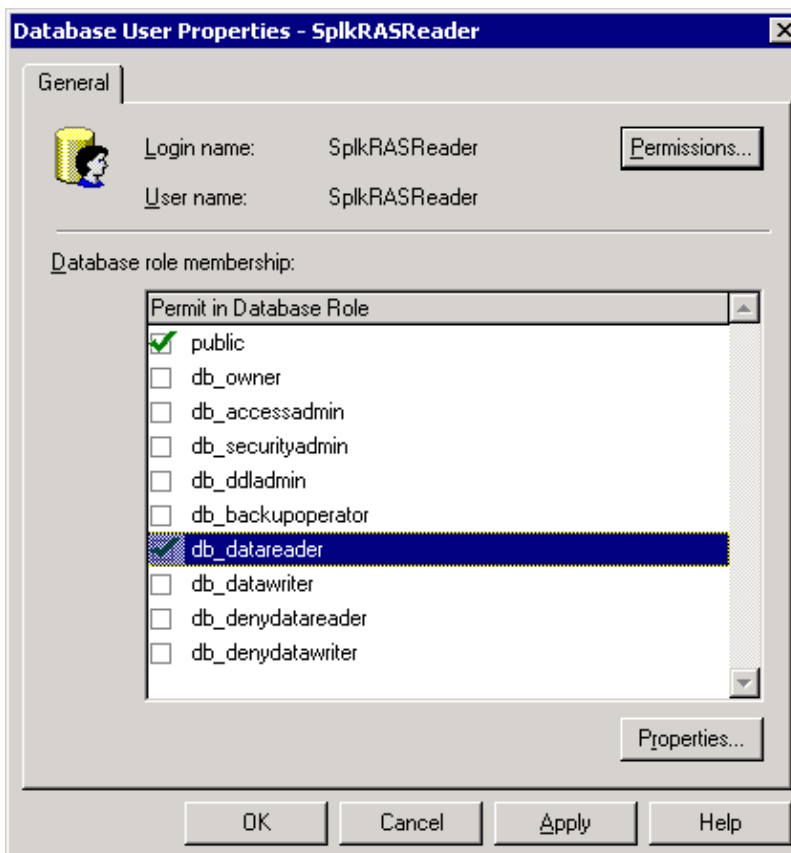 Database User Properties - SplkRASReader
General
Login name: SplkRASReader Permissions...
User name: SplkRASReader
Database role membership:
Permit in Database Role
public
db_owner
db_accessadmin
db_securityadmin
db_ddladmin
db_backupoperator
db_datareader
db_datawriter
db_denydatareader
db_denydatawriter
Properties...
OK Cancel Apply Help